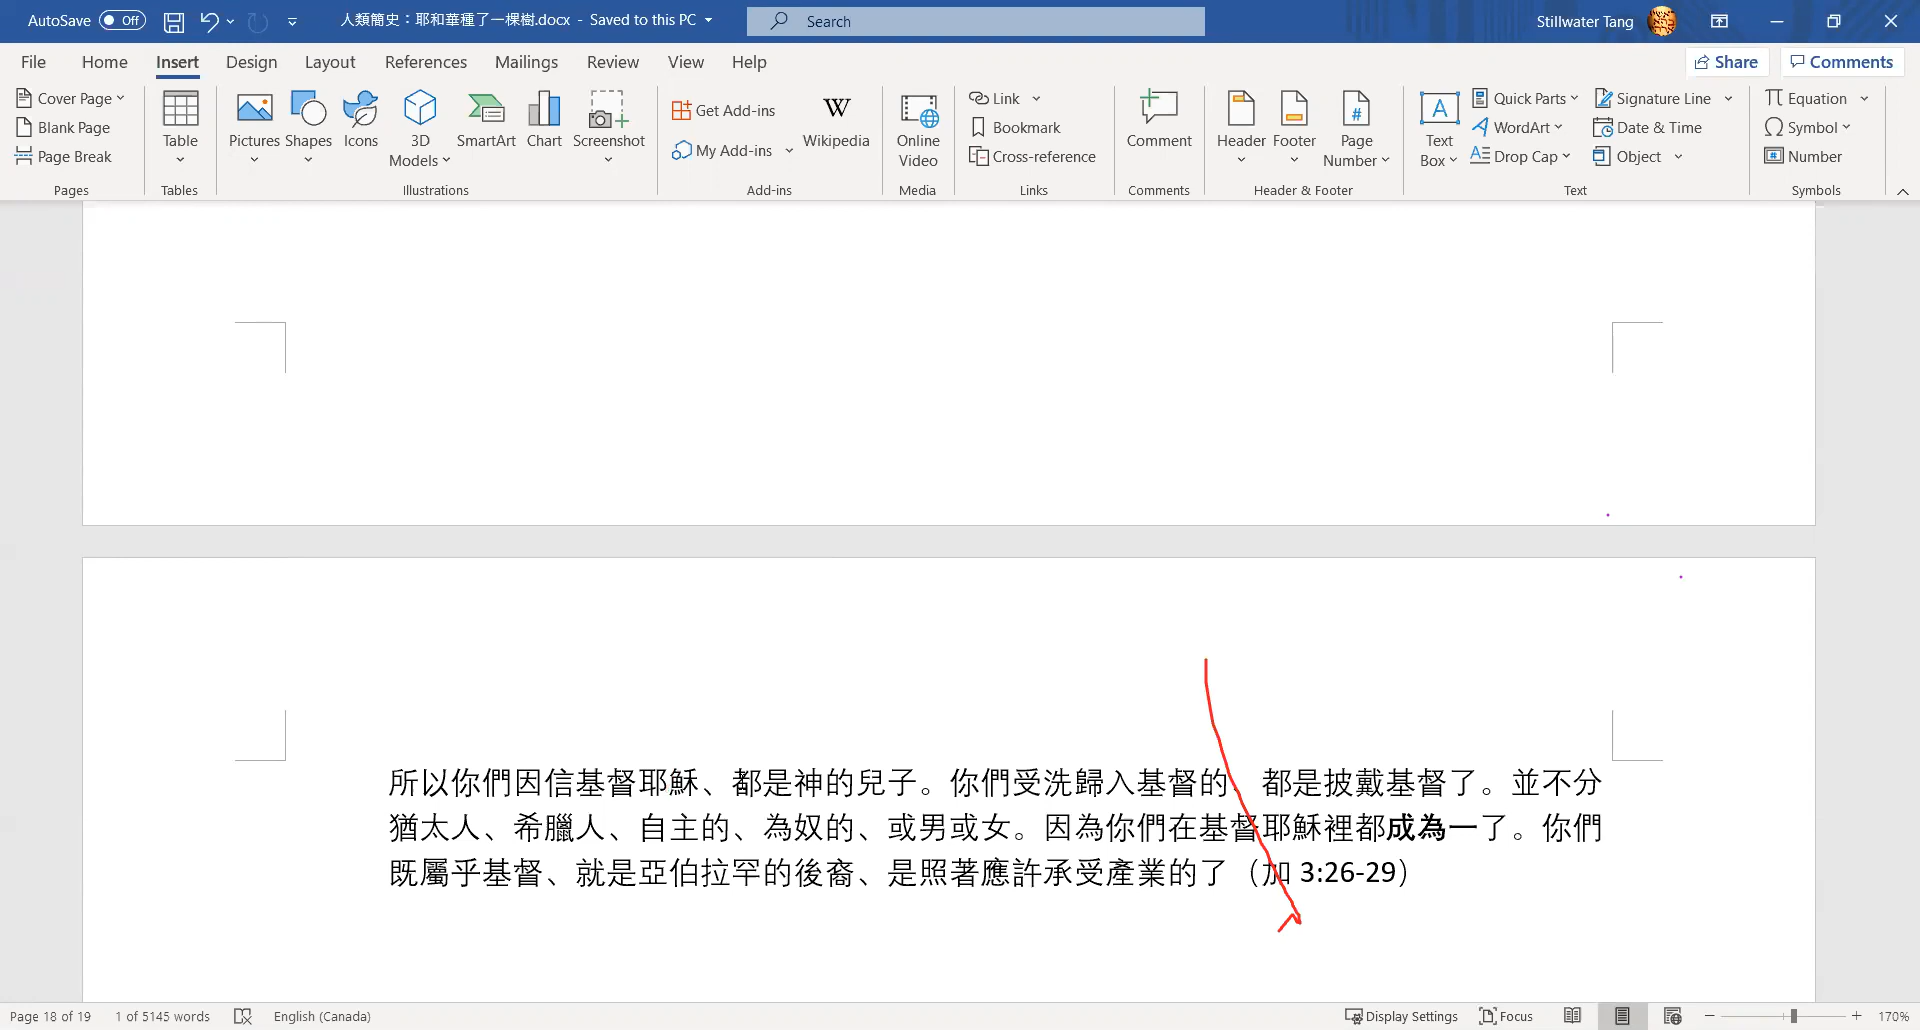 AutoSave Off 人類簡史：耶和華種了一棵樹.docx - Saved to this PC Search Stillwater Tang
File Home Insert Design Layout References Mailings Review View Help Share Comments
Cover Page
Blank Page
Page Break
Pages
Table
Tables
Pictures Shapes Icons 3D Models SmartArt Chart Screenshot
Illustrations
Get Add-ins
My Add-ins
W
Wikipedia
Add-ins
Online Video
Media
Link
Bookmark
Cross-reference
Links
Comment
Comments
Header Footer Page Number
Header & Footer
Text Box
Quick Parts
WordArt
Drop Cap
Signature Line
Date & Time
Object
Text
Equation
Symbol
Number
Symbols
所以你們因信基督耶穌、都是神的兒子。你們受洗歸入基督的、都是披戴基督了。並不分
猶太人、希臘人、自主的、為奴的、或男或女。因為你們在基督耶穌裡都成為一了。你們
既屬乎基督、就是亞伯拉罕的後裔、是照著應許承受產業的了（加 3:26-29）
Page 18 of 19 1 of 5145 words English (Canada) Display Settings Focus 170%